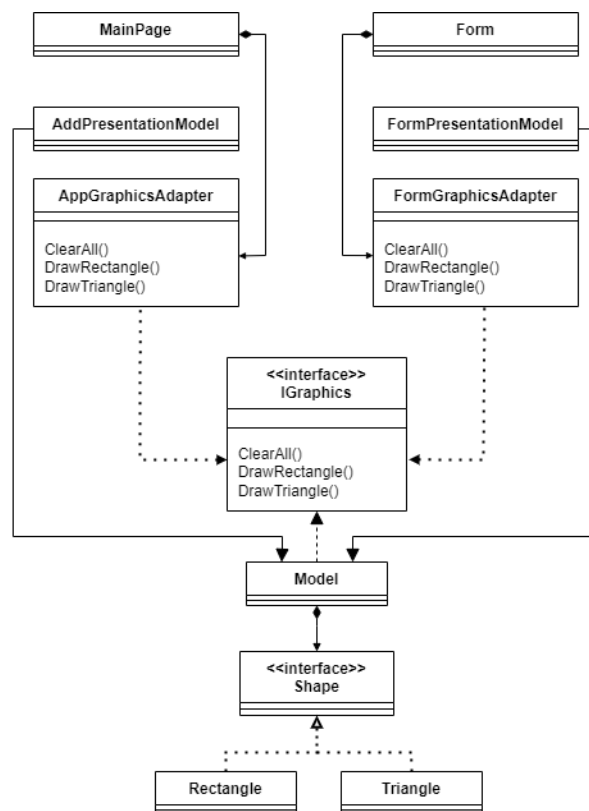 MainPage
Form
AddPresentationModel
FormPresentationModel
AppGraphicsAdapter
ClearAll()
DrawRectangle()
DrawTriangle()
FormGraphicsAdapter
ClearAll()
DrawRectangle()
DrawTriangle()
<<interface>>
IGraphics
ClearAll()
DrawRectangle()
DrawTriangle()
Model
<<interface>>
Shape
Rectangle
Triangle